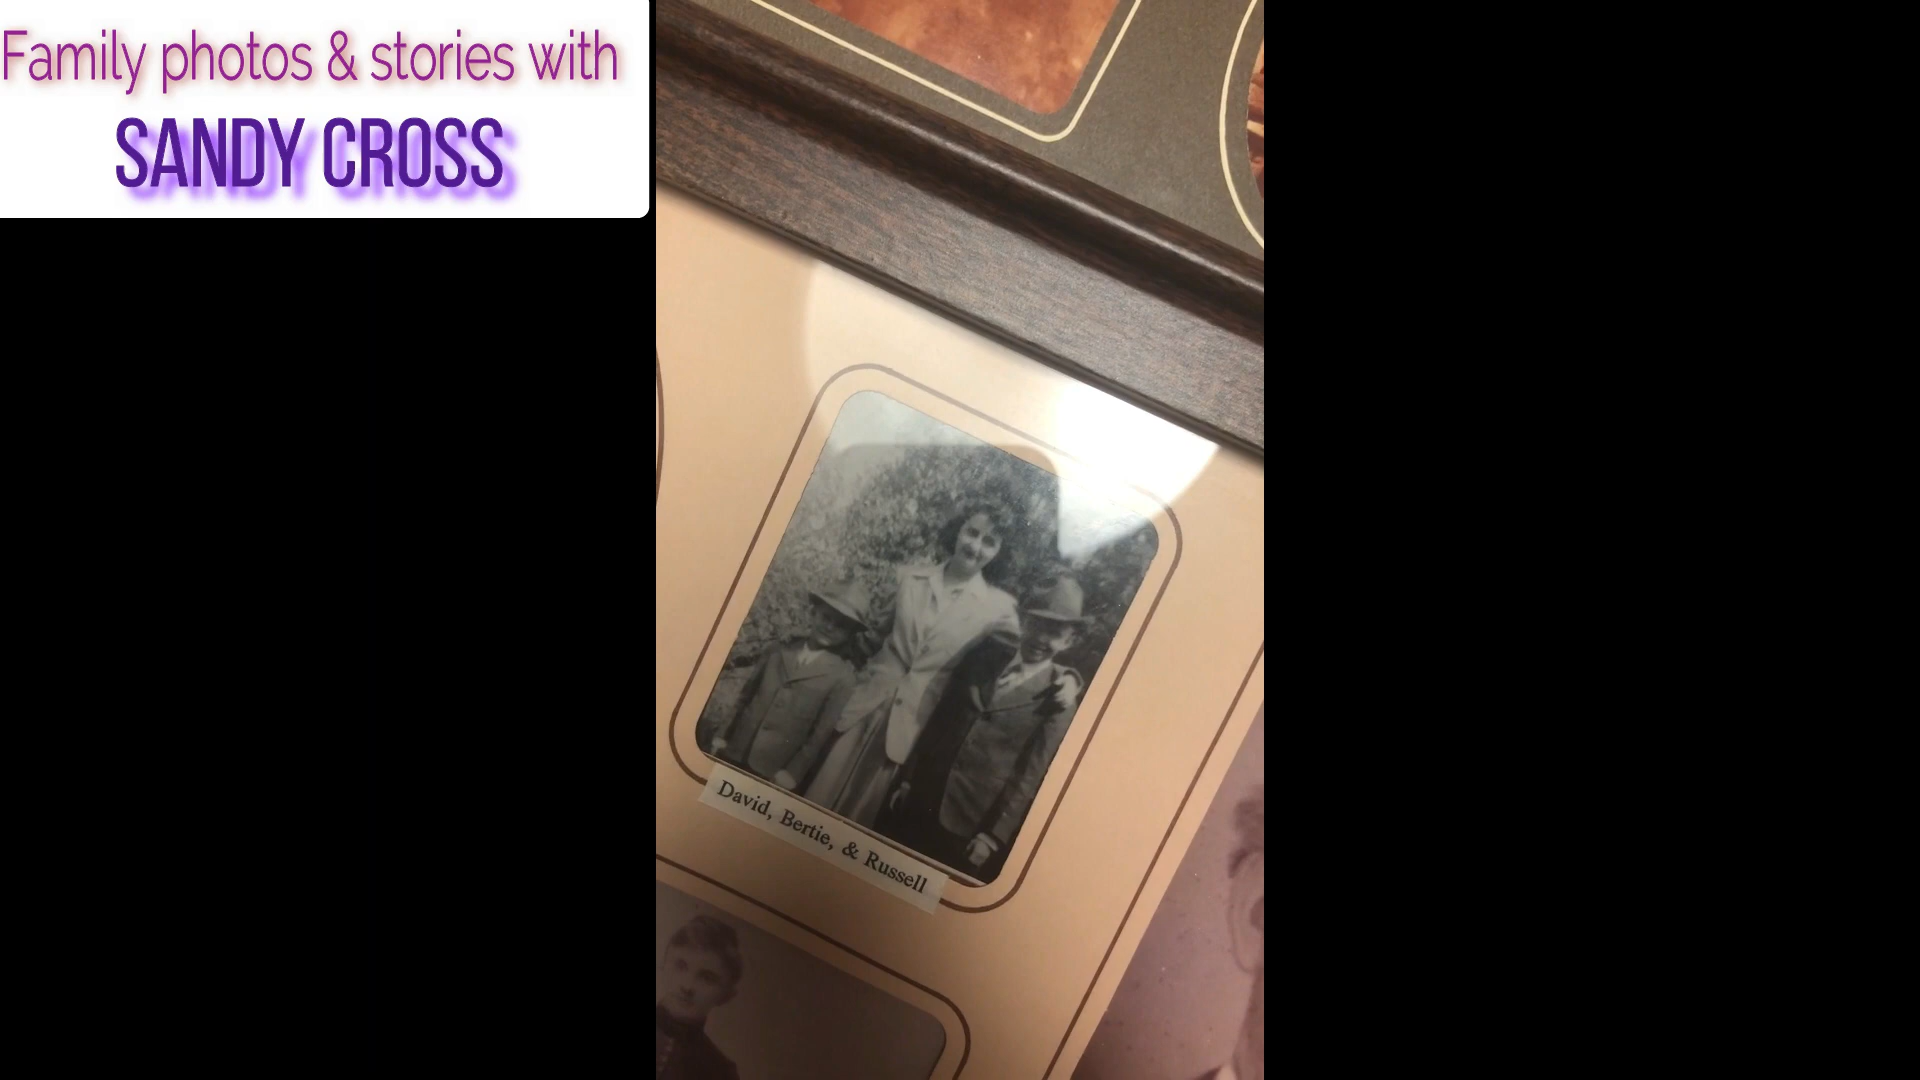 Family photos & stories with
SANDY CROSS
David, Bertie, & Russell